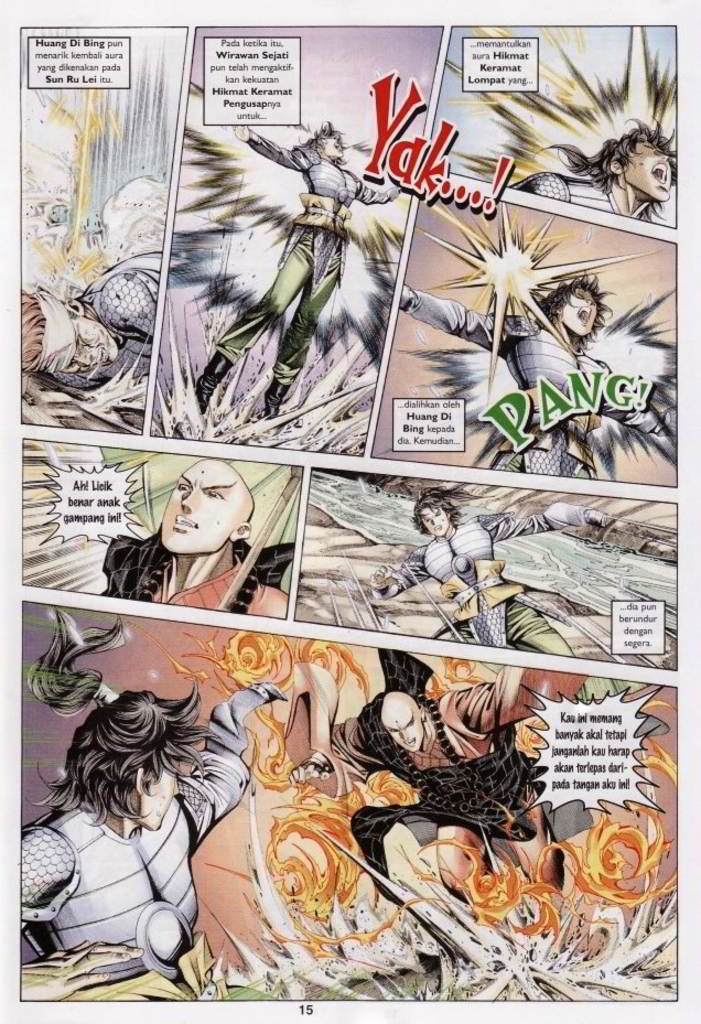 Huang Di Bing pun
menarik kembali aura
yang dikenakan pada
Sun Ru Lei itu.
Pada ketika itu,
Wirawan Sejati
pun telah mengaktif-
kan kekuatan
Hikmat Keramat
Pengusapnya
untuk...
...memantulkan
aura Hikmat
Keramat
Lompat yang...
Yak....!
...dialihkan oleh
Huang Di
Bing kepada
dia. Kemudian...
PANG!
Ah! Licik
benar anak
gampang ini!
...dia pun
berundur
dengan
segera.
Kau ini memang
banyak akal tetapi
janganlah kau harap
akan terlepas dari-
pada tangan aku ini!
15